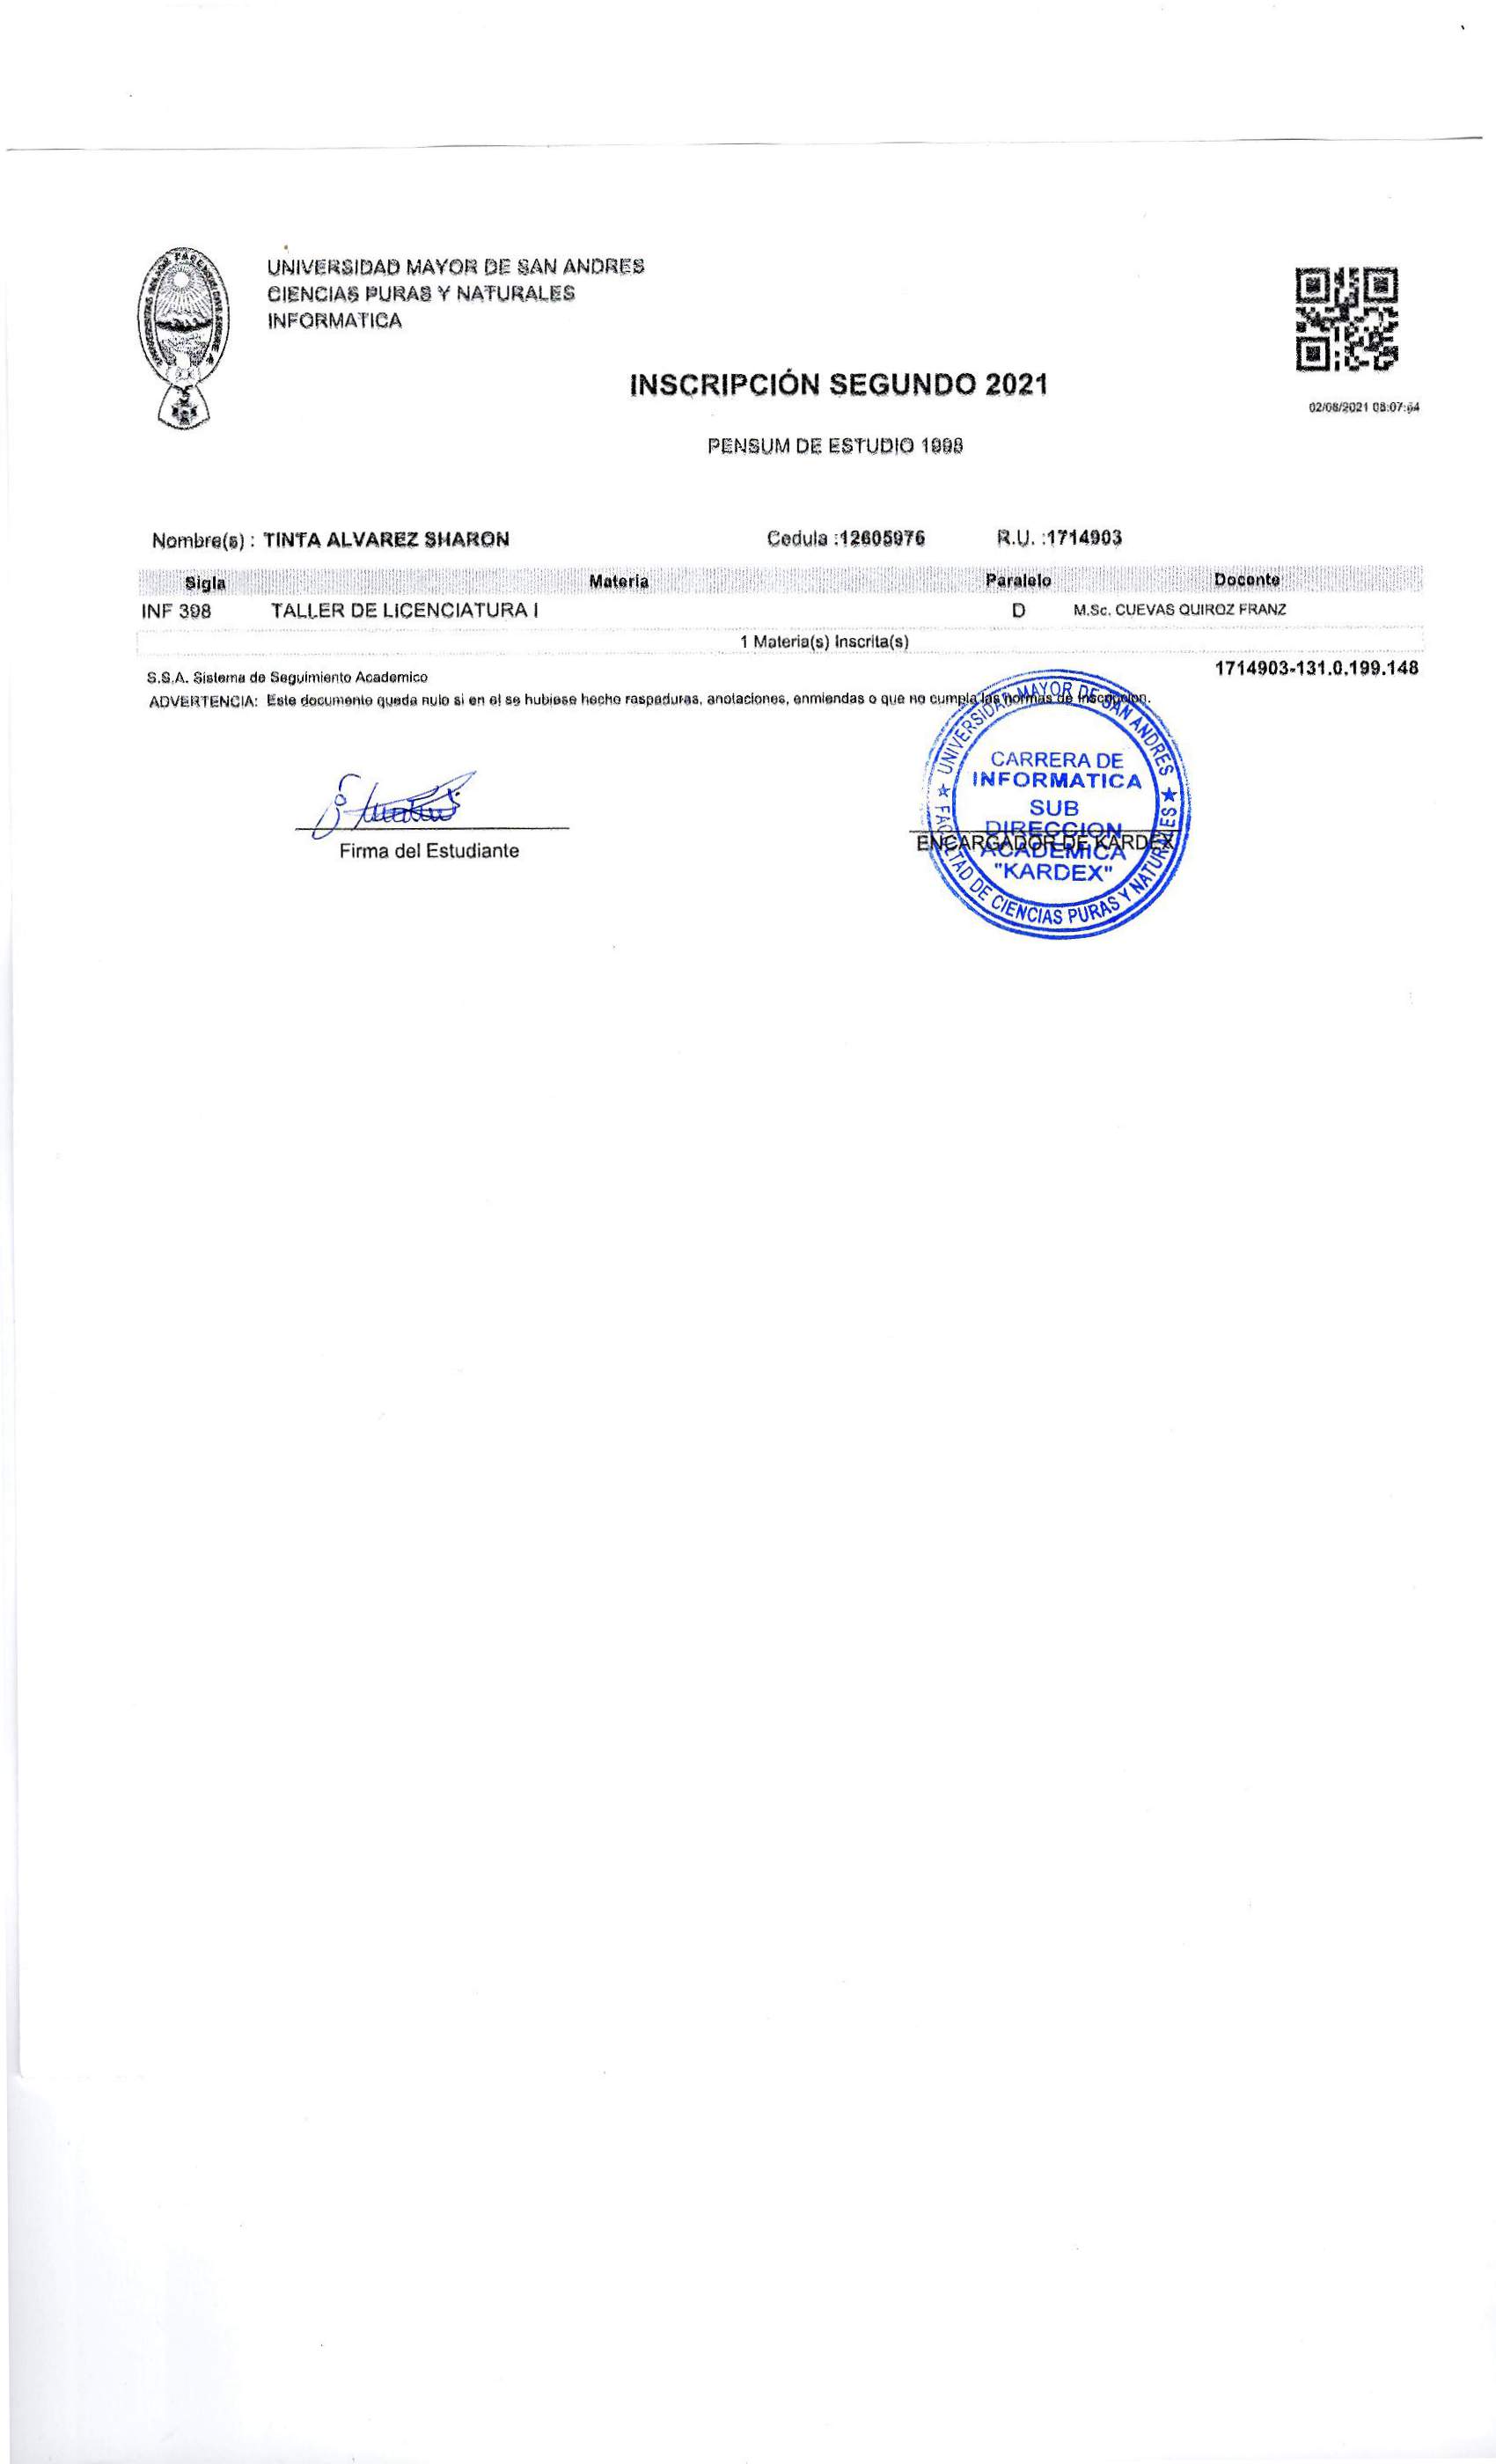 UNIVERSIDAD MAYOR DE SAN ANDRES
CIENCIAS PURAS Y NATURALES
INFORMATICA
INSCRIPCIÓN SEGUNDO 2021
02/08/2021 08:07:
PENSUM DE ESTUDIO 1998
Nombre(s) : TINTA ALVAREZ SHARON Cedula :12605976 R.U. :1714903
Sigla Materia Paralelo Docente
INF 398 TALLER DE LICENCIATURA I D M.Sc. CUEVAS QUIROZ FRANZ
1 Materia(s) Inscrita(s)
1714903-131.0.199.148
S.S.A. Sistema de Seguimiento Academico
ADVERTENCIA: Este documento queda nulo si en el se hubiese hecho raspaduras, anotaciones, enmiendas o que no cumpla las normas de inscripcion.
UNIVERSIDAD MAYOR DE SAN ANDRES
CARRERA DE
INFORMATICA
SUB
DIRECCION
ACADEMICA
"KARDEX"
FACULTAD DE CIENCIAS PURAS Y NATURALES
Firma del Estudiante
ENCARGADOR DE KARDEX